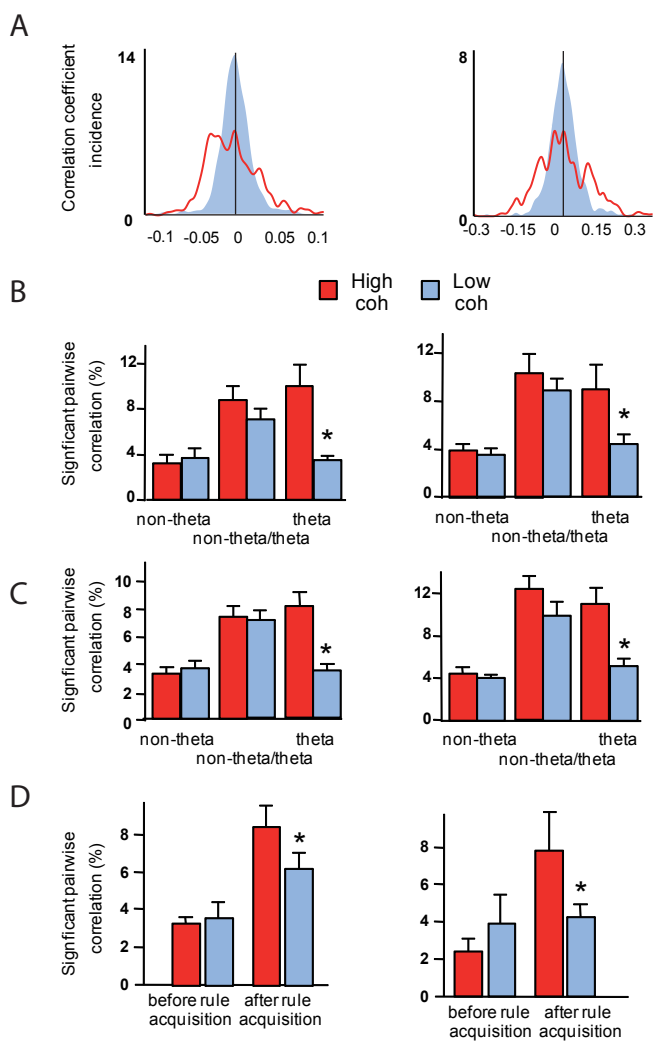 A
Correlation coefficient
incidence
14
0
-0.1 -0.05 0 0.05 0.1
8
0
-0.3 -0.15 0 0.15 0.3
High
coh
Low
coh
B
Signficant pairwise
correlation (%)
12
8
4
0
non-theta theta
non-theta/theta
12
8
4
0
non-theta theta
non-theta/theta
C
Signficant pairwise
correlation (%)
10
8
6
4
2
0
*
non-theta theta
non-theta/theta
12
8
4
0
*
non-theta theta
non-theta/theta
D
Significant pairwise
correlation (%)
8
6
4
2
0
*
before rule after rule
acquisition acquisition
8
6
4
2
0
*
before rule after rule
acquisition acquisition